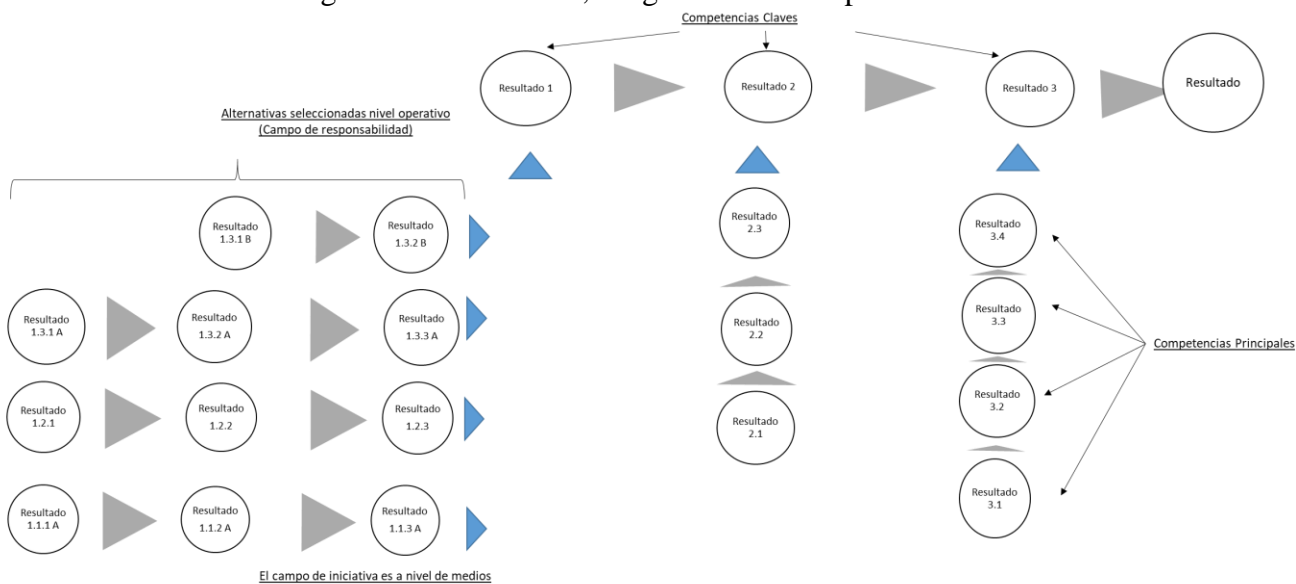 Competencias Claves
Resultado 1
Resultado 2
Resultado 3
Resultado
Alternativas seleccionadas nivel operativo
(Campo de responsabilidad)
Resultado
1.3.1 B
Resultado
1.3.2 B
Resultado
2.3
Resultado
3.4
Resultado
1.3.1 A
Resultado
1.3.2 A
Resultado
1.3.3 A
Resultado
2.2
Resultado
3.3
Competencias Principales
Resultado
1.2.1
Resultado
1.2.2
Resultado
1.2.3
Resultado
2.1
Resultado
3.2
Resultado
1.1.1 A
Resultado
1.1.2 A
Resultado
1.1.3 A
Resultado
3.1
El campo de iniciativa es a nivel de medios